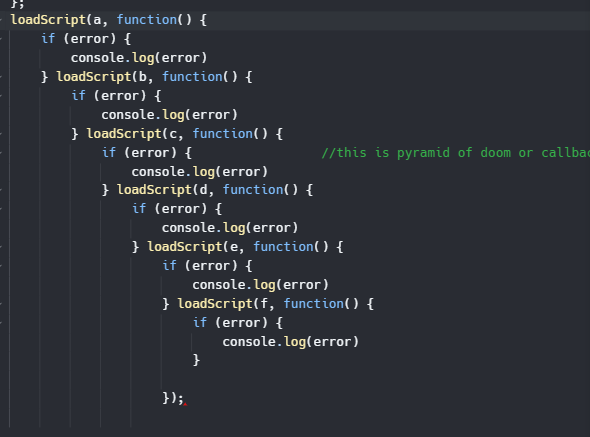 };
loadScript(a, function() {
    if (error) {
        console.log(error)
    } loadScript(b, function() {
        if (error) {
            console.log(error)
        } loadScript(c, function() {
            if (error) {                 //this is pyramid of doom or
                console.log(error)
            } loadScript(d, function() {
                if (error) {
                    console.log(error)
                } loadScript(e, function() {
                    if (error) {
                        console.log(error)
                    } loadScript(f, function() {
                        if (error) {
                            console.log(error)
                        }
                    });